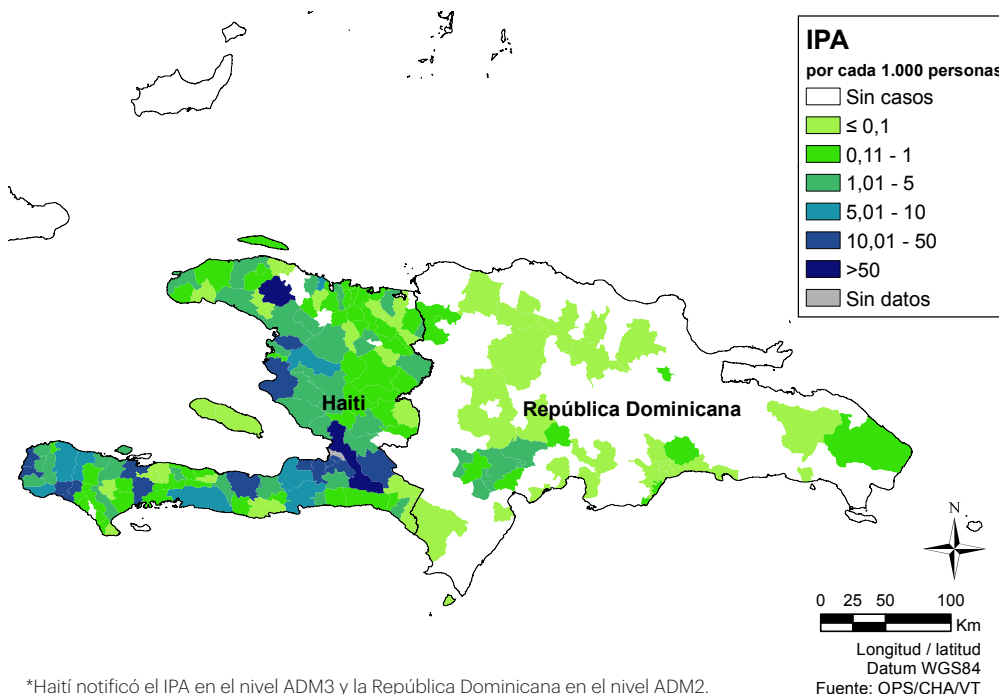 IPA
por cada 1.000 personas
Sin casos
≤ 0,1
0,11 - 1
1,01 - 5
5,01 - 10
10,01 - 50
>50
Sin datos
Haiti
República Dominicana
N
0 25 50 100
Km
Longitud / latitud
Datum WGS84
Fuente: OPS/CHA/VT
*Haití notificó el IPA en el nivel ADM3 y la República Dominicana en el nivel ADM2.